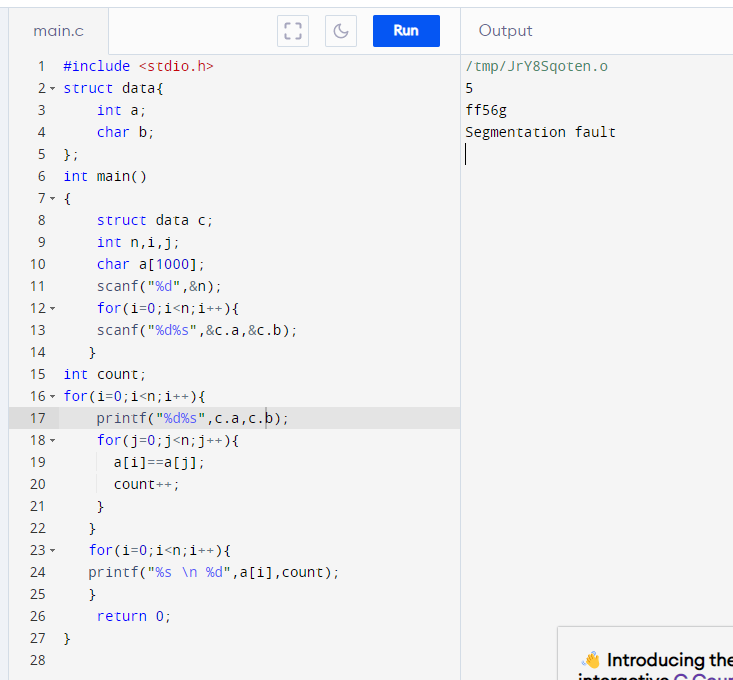 main.c
Run
Output
1 #include <stdio.h>
2 struct data{
3 int a;
4 char b;
5 };
6 int main()
7 {
8 struct data c;
9 int n,i,j;
10 char a[1000];
11 scanf("%d",&n);
12 for(i=0;i<n;i++){
13 scanf("%d%s",&c.a,&c.b);
14 }
15 int count;
16 for(i=0;i<n;i++){
17 printf("%d%s",c.a,c.b);
18 for(j=0;j<n;j++){
19 a[i]==a[j];
20 count++;
21 }
22 }
23 for(i=0;i<n;i++){
24 printf("%s \n %d",a[i],count);
25 }
26 return 0;
27 }
28
/tmp/JrY8Sqoten.o
5
ff56g
Segmentation fault
👋 Introducing the